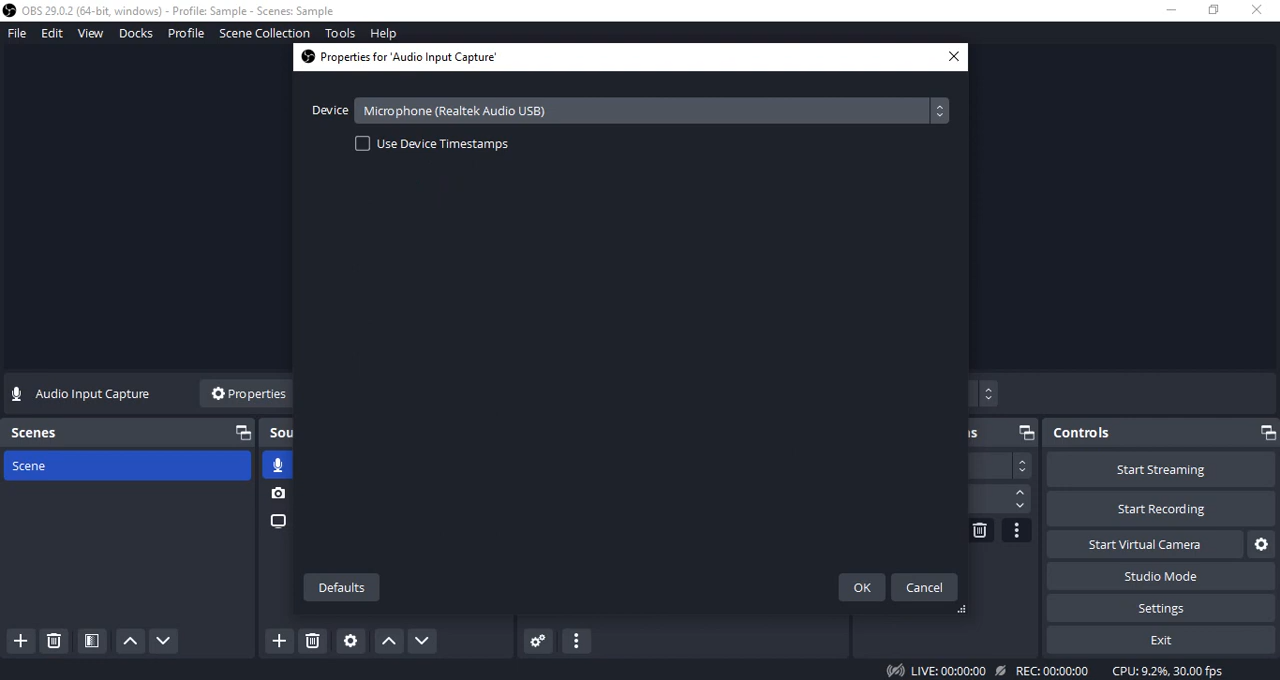 OBS 29.0.2 (64-bit, windows) - Profile: Sample - Scenes: Sample
File Edit View Docks Profile Scene Collection Tools Help
Properties for 'Audio Input Capture'
Device Microphone (Realtek Audio USB)
Use Device Timestamps
Audio Input Capture Properties
Scenes Sou ns Controls
Scene
Start Streaming
Start Recording
Start Virtual Camera
Studio Mode
Defaults OK Cancel
Settings
Exit
LIVE: 00:00:00 REC: 00:00:00 CPU: 9.2%, 30.00 fps